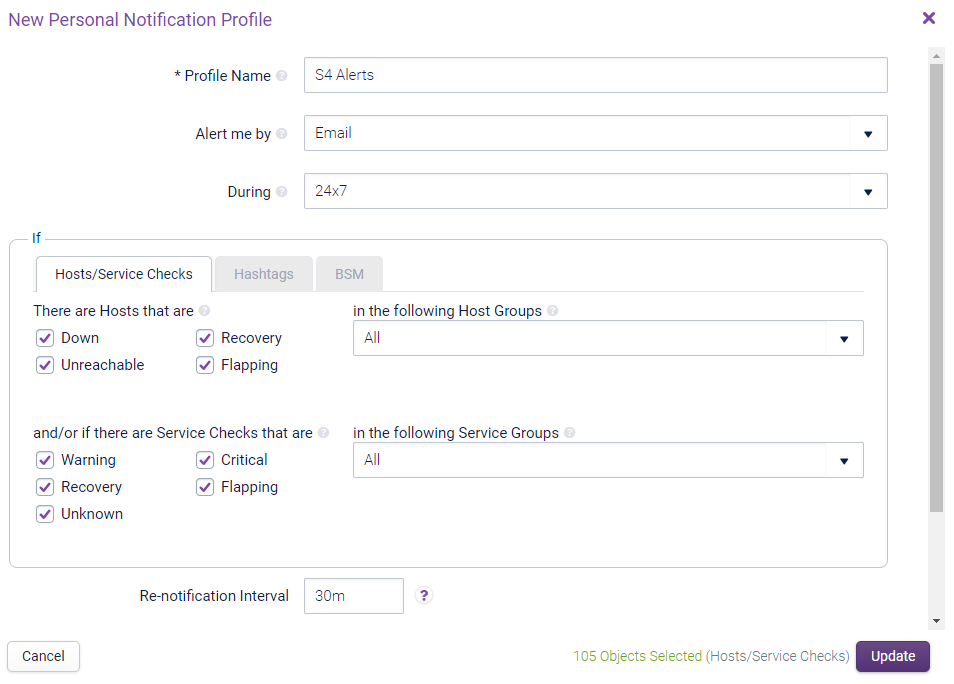 New Personal Notification Profile
* Profile Name
S4 Alerts
Alert me by
Email
During
24x7
If
Hosts/Service Checks Hashtags BSM
There are Hosts that are
in the following Host Groups
Down Recovery
All
Unreachable Flapping
and/or if there are Service Checks that are
in the following Service Groups
Warning Critical
All
Recovery Flapping
Unknown
Re-notification Interval
30m ?
Cancel
105 Objects Selected (Hosts/Service Checks)
Update